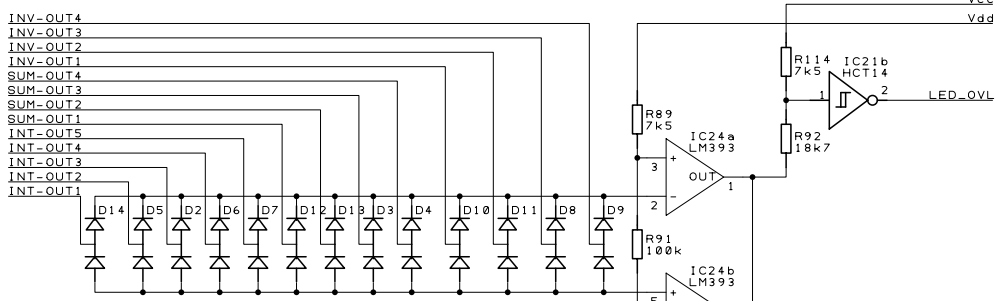 INV-OUT4
INV-OUT3
INV-OUT2
INV-OUT1
SUM-OUT4
SUM-OUT3
SUM-OUT2
SUM-OUT1
INT-OUT5
INT-OUT4
INT-OUT3
INT-OUT2
INT-OUT1
D14 D5 D2 D6 D7 D12 D13 D3 D4 D10 D11 D8 D9
Vcc
Vdd
R114
7k5
IC21b
HCT14
1 2
LED_OVL
R89
7k5
R92
18k7
IC24a
LM393
3 +
OUT 1
2 -
R91
100k
IC24b
LM393
5 +